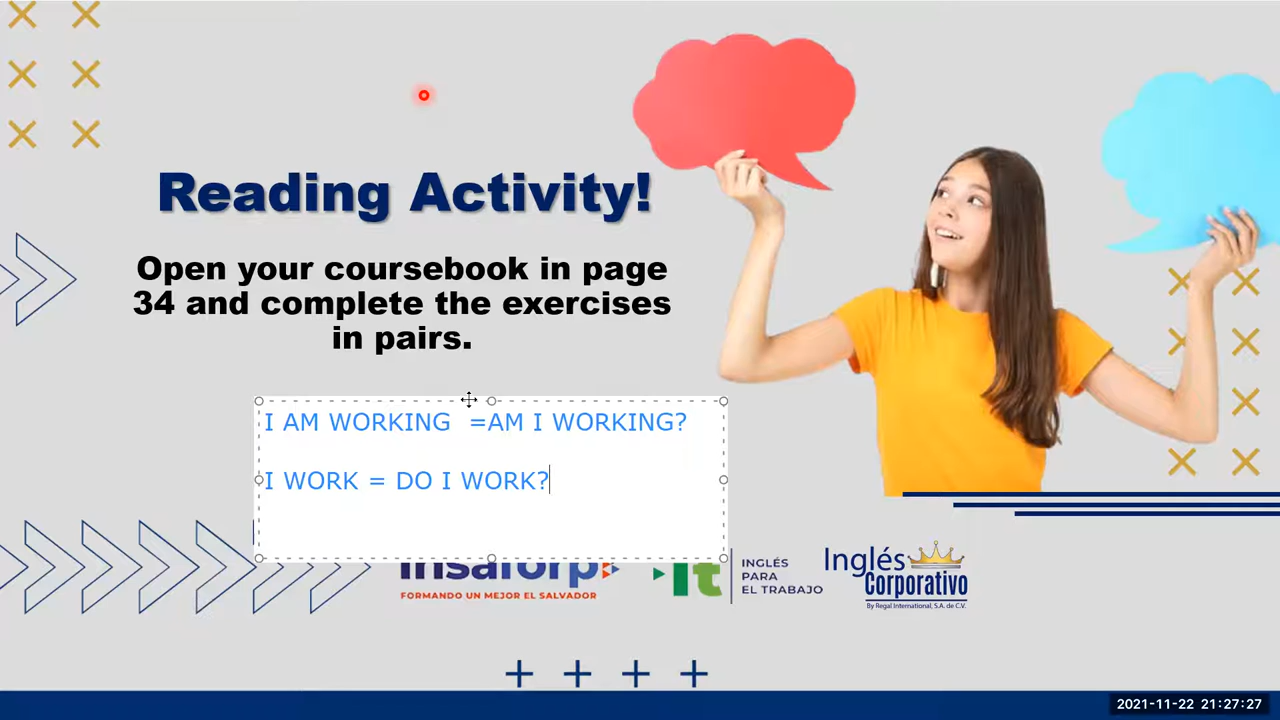 Reading Activity!
Open your coursebook in page
34 and complete the exercises
in pairs.
I AM WORKING =AM I WORKING?
I WORK = DO I WORK?
insaforp
FORMANDO UN MEJOR EL SALVADOR
it
INGLÉS
PARA
EL TRABAJO
Inglés
Corporativo
By Regal International, S.A. de C.V.
2021-11-22 21:27:27